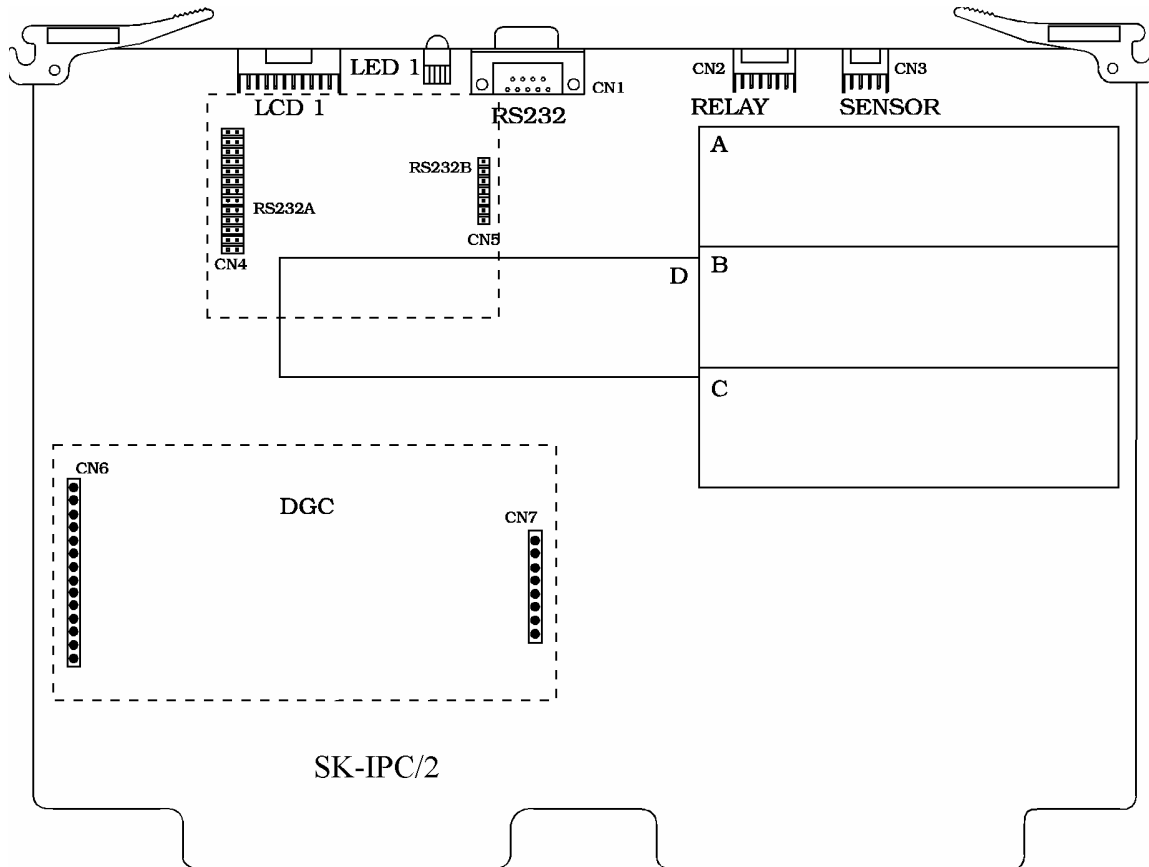 LED 1
CN1
CN2
CN3
LCD 1
RS232
RELAY
SENSOR
A
RS232B
RS232A
CN5
CN4
B
D
C
CN6
DGC
CN7
SK-IPC/2